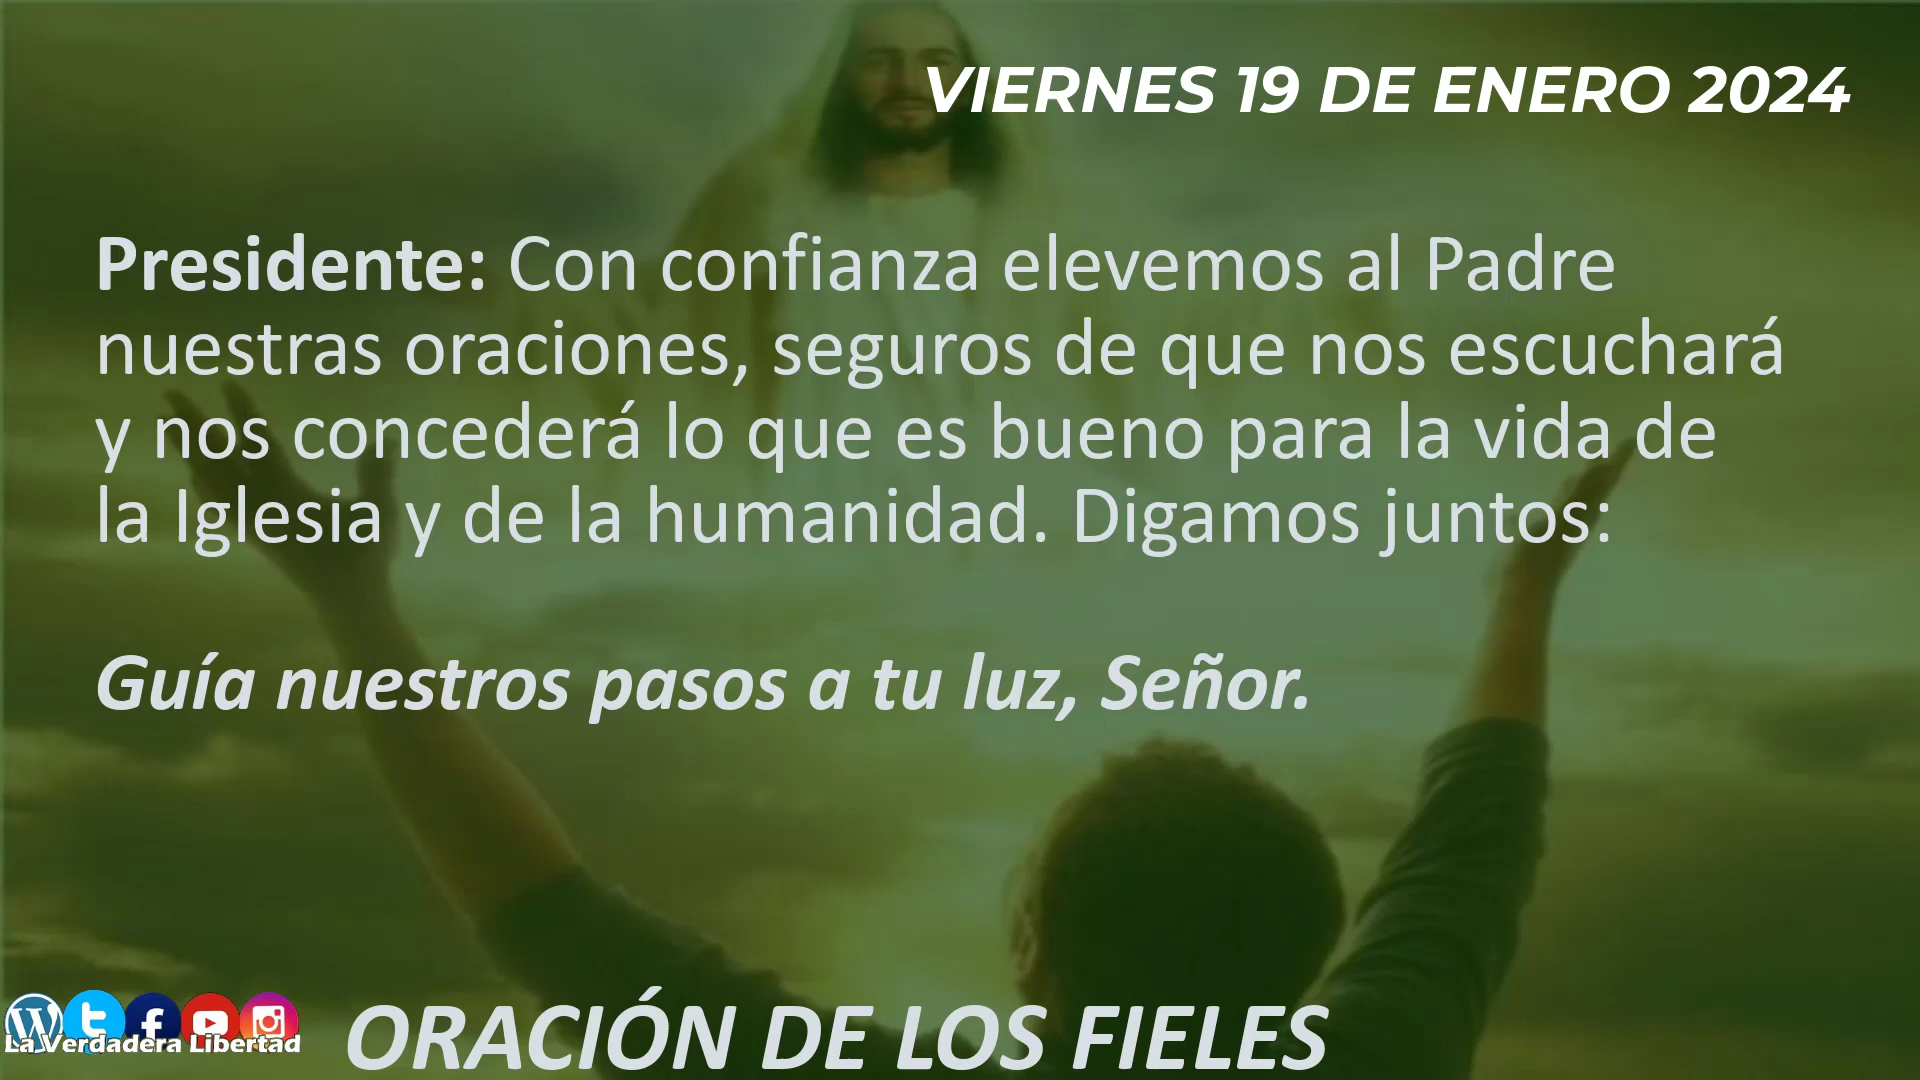 VIERNES 19 DE ENERO 2024
Presidente: Con confianza elevemos al Padre
nuestras oraciones, seguros de que nos escuchará
y nos concederá lo que es bueno para la vida de
la Iglesia y de la humanidad. Digamos juntos:
Guía nuestros pasos a tu luz, Señor.
La Verdadera Libertad
ORACIÓN DE LOS FIELES